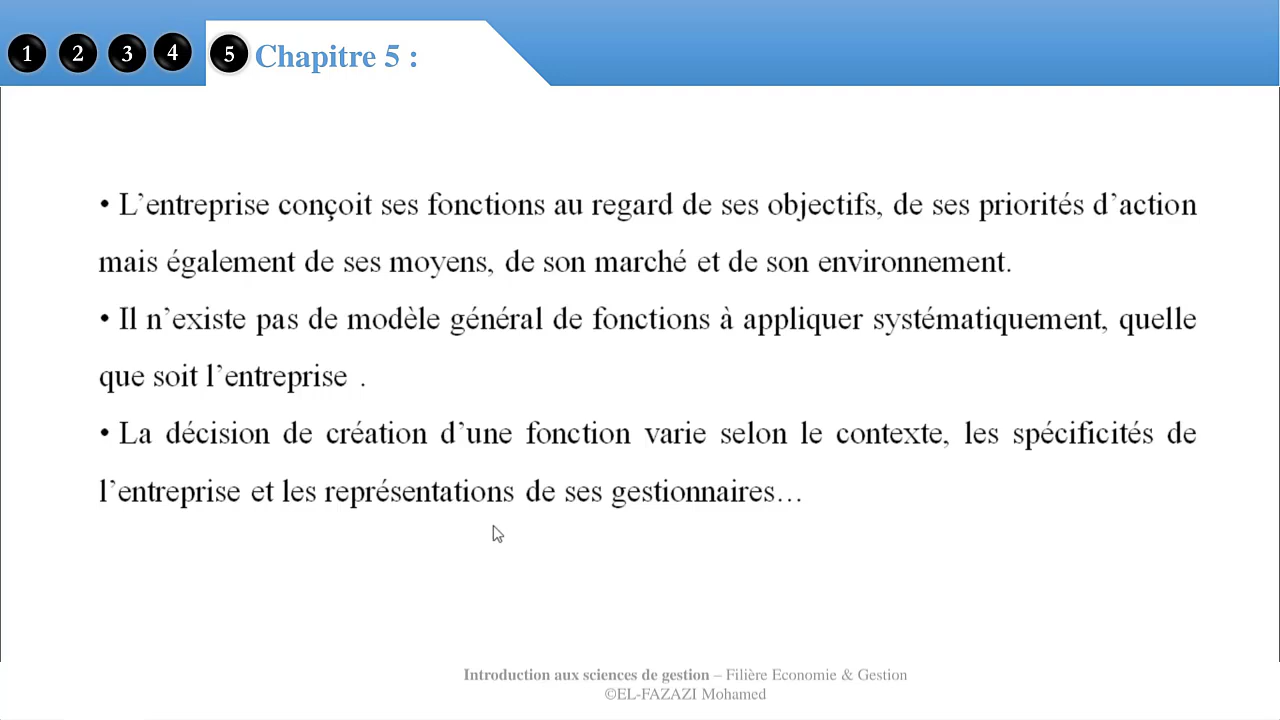 1 2 3 4 5 Chapitre 5 :
• L’entreprise conçoit ses fonctions au regard de ses objectifs, de ses priorités d’action
mais également de ses moyens, de son marché et de son environnement.
• Il n’existe pas de modèle général de fonctions à appliquer systématiquement, quelle
que soit l’entreprise .
• La décision de création d’une fonction varie selon le contexte, les spécificités de
l’entreprise et les représentations de ses gestionnaires…
Introduction aux sciences de gestion – Filière Economie & Gestion
©EL-FAZAZI Mohamed